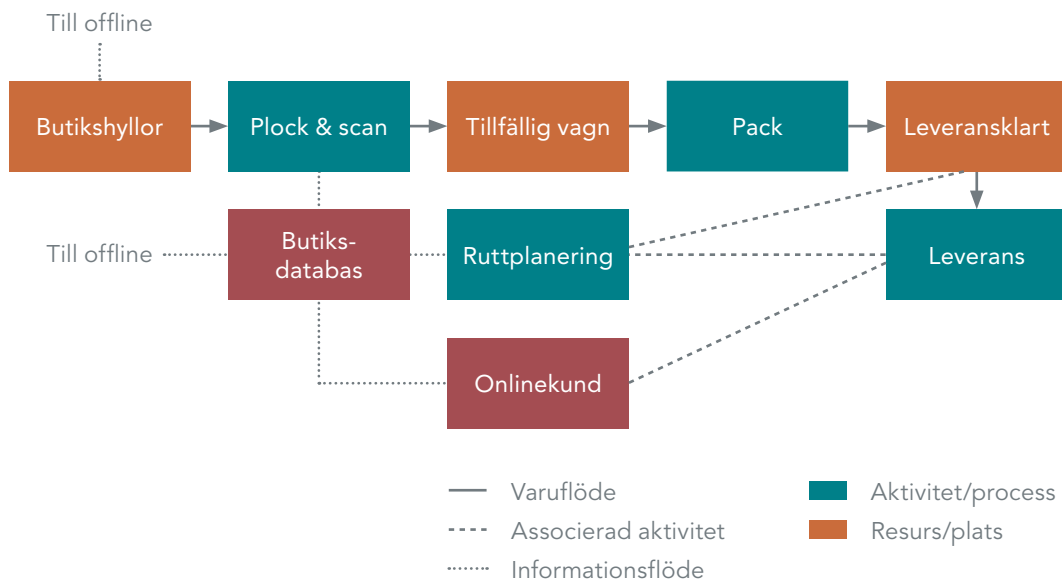 Till offline
Butikshyllor
Plock & scan
Tillfällig vagn
Pack
Leveransklart
Till offline
Butiks-
databas
Ruttplanering
Leverans
Onlinekund
Varuflöde
Aktivitet/process
Associerad aktivitet
Resurs/plats
Informationsflöde